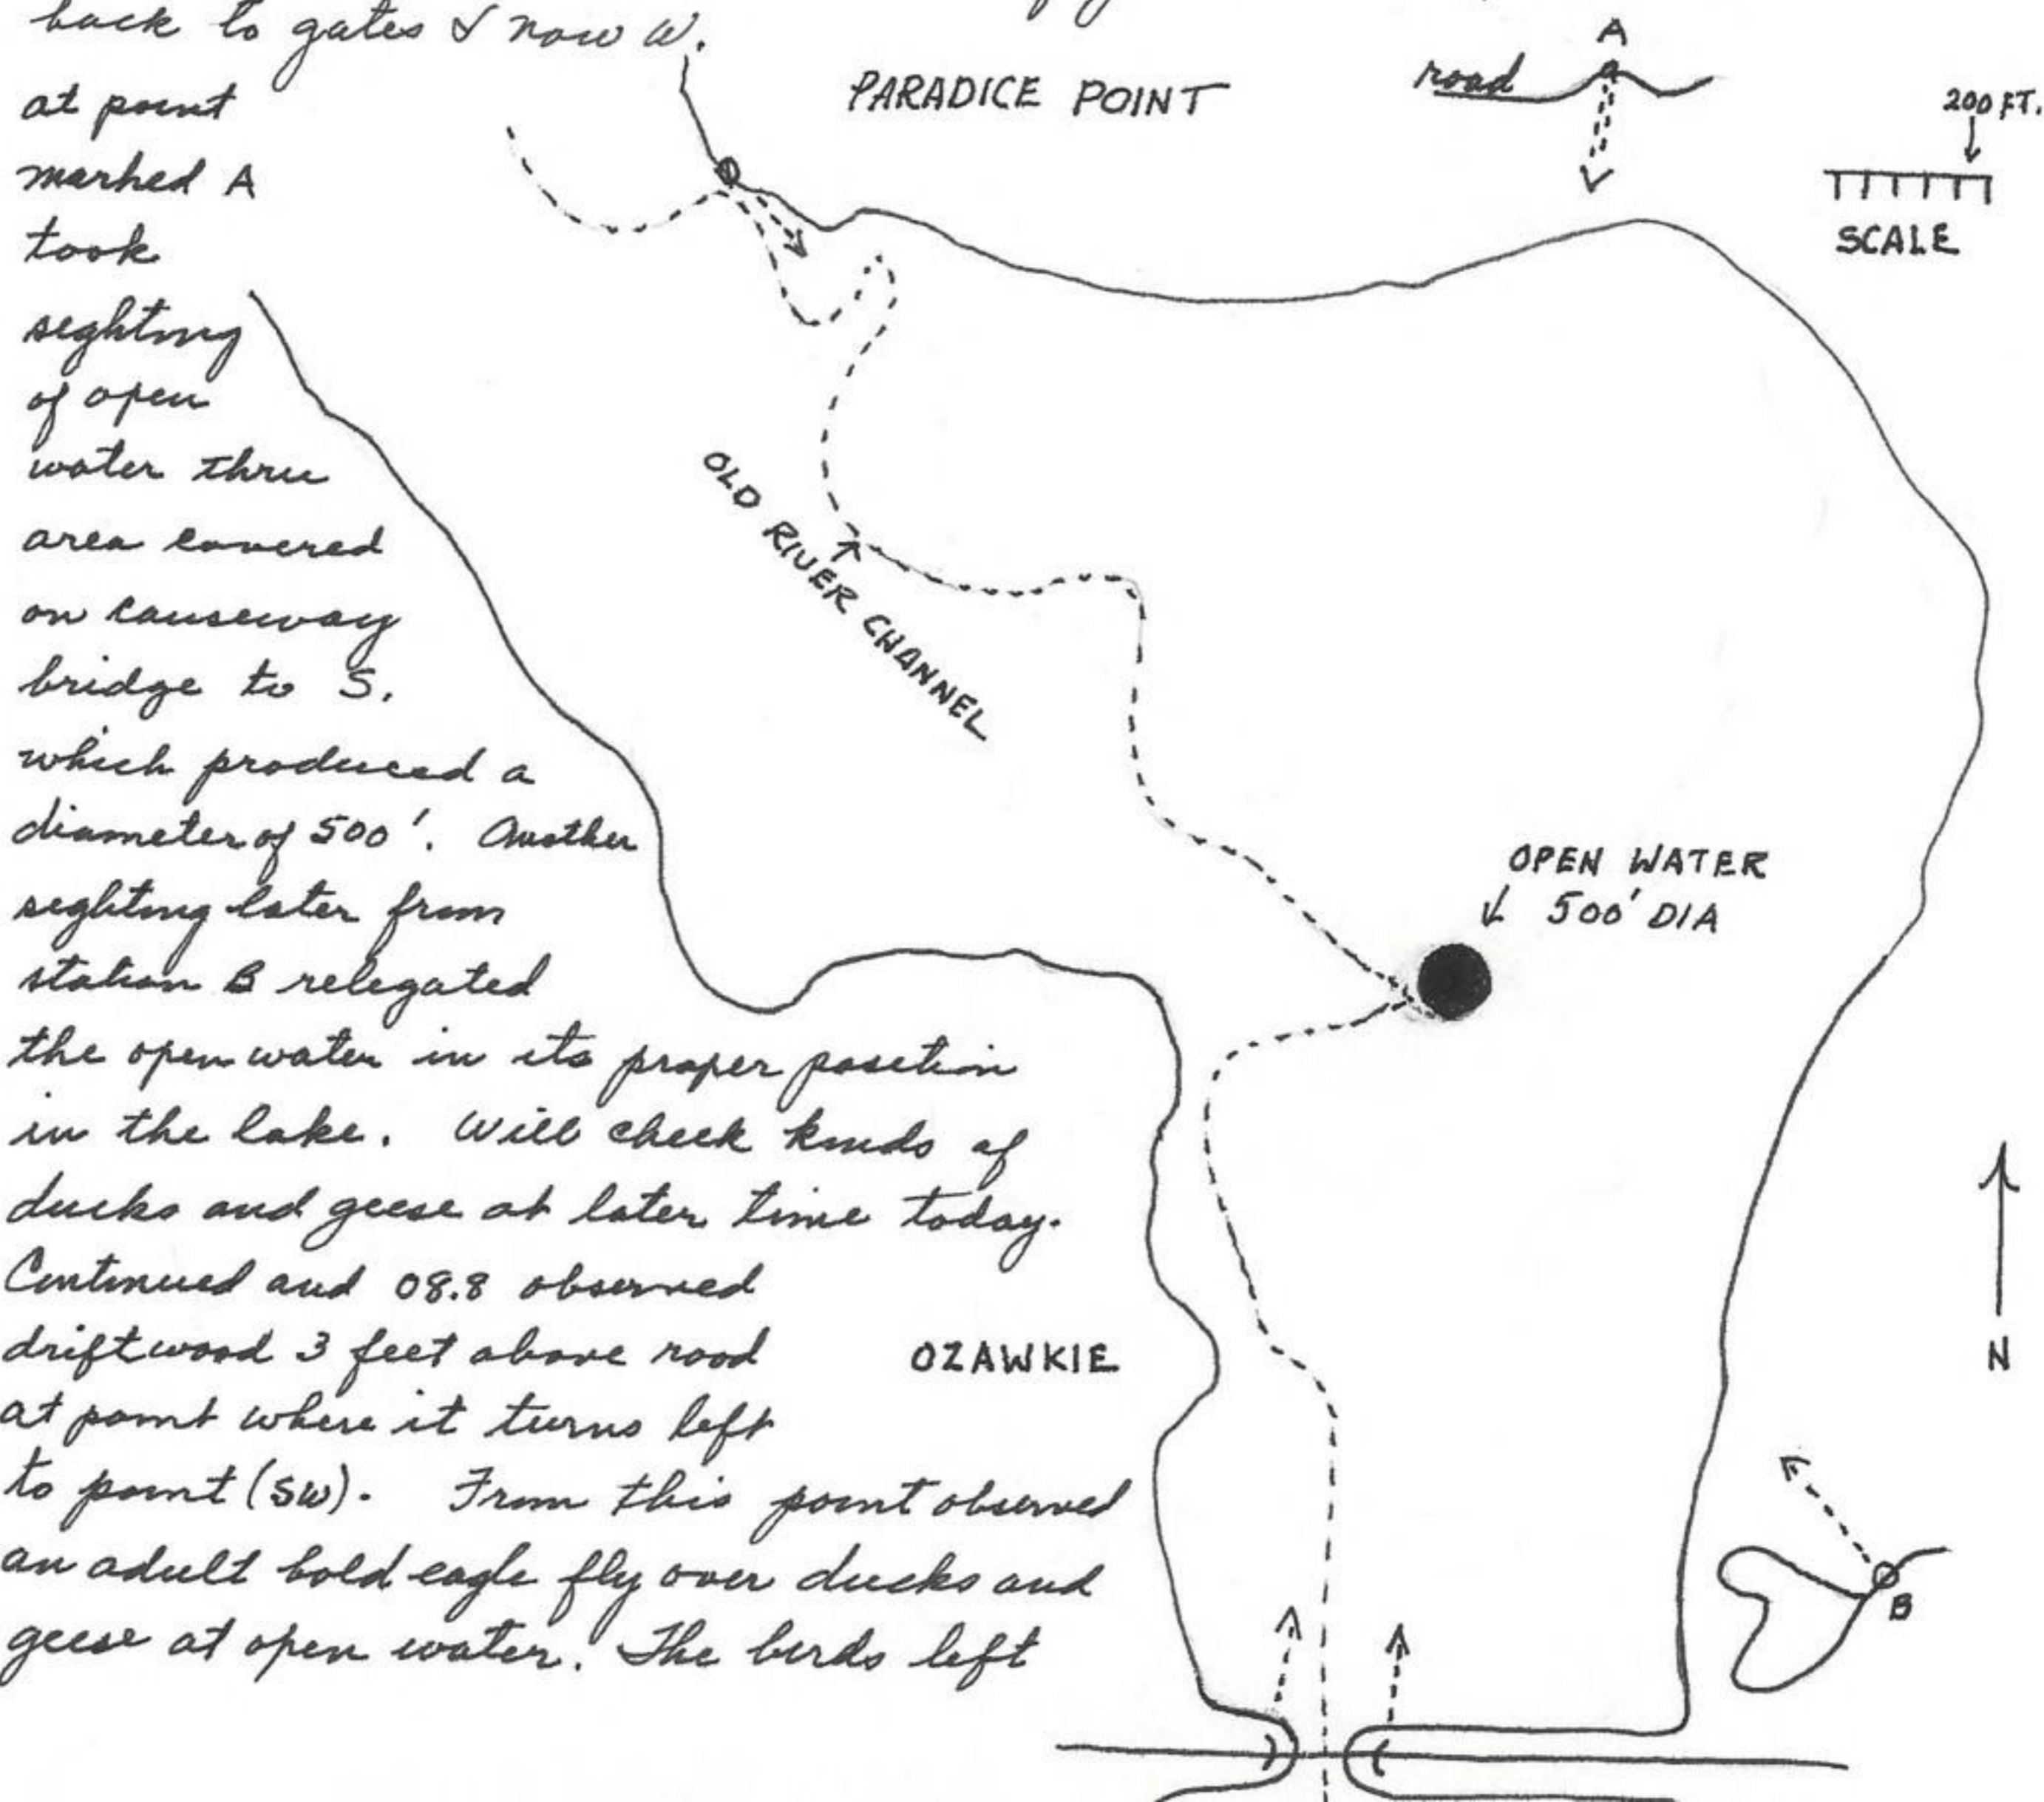 back to gates & now W.
at point
marked A
took
sighting
of open
water thru
area covered
on causeway
bridge to S.
which produced a
diameter of 500'. Another
sighting later from
station B relegated
the open water in its proper position
in the lake. Will check kinds of
ducks and geese at later time today.
Continued and 08.8 observed
driftwood 3 feet above road
at point where it turns left
to point (SW). From this point observed
an adult bald eagle fly over ducks and
geese at open water. The birds left
PARADICE POINT
road
A
200 FT.
SCALE
OLD RIVER CHANNEL
OPEN WATER
500' DIA
OZAWKIE
N
B